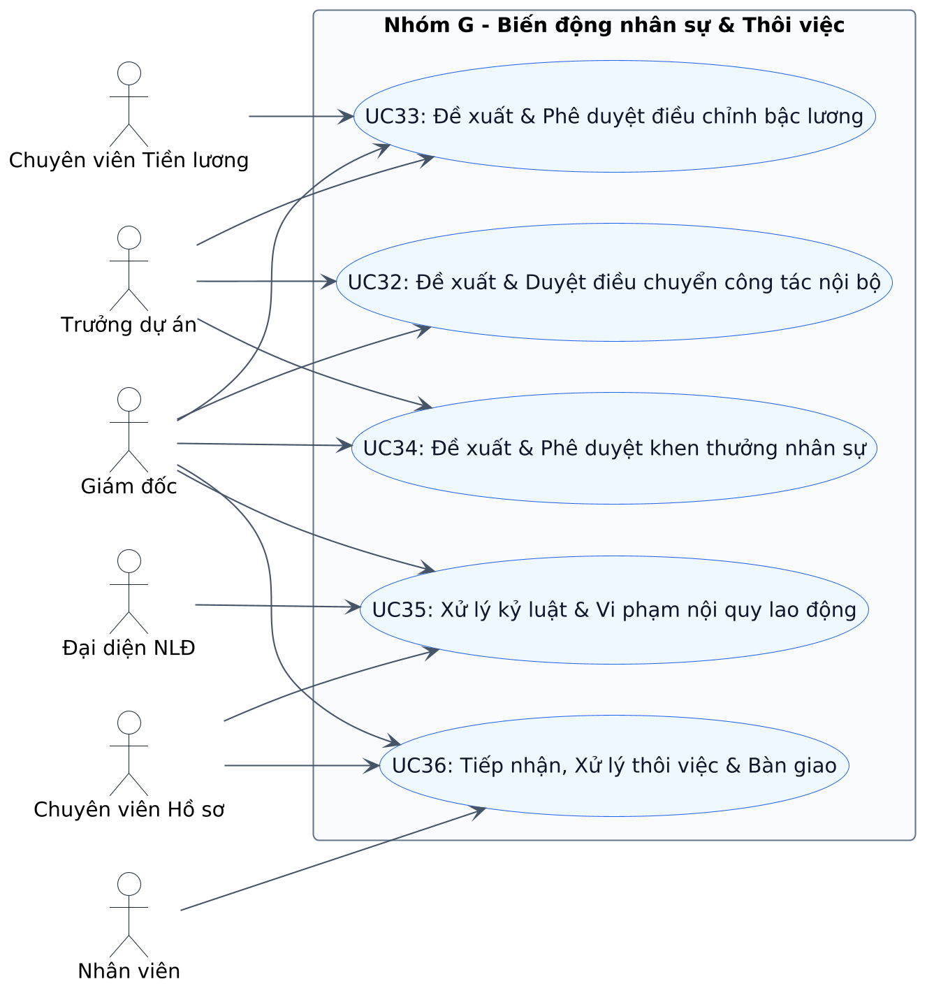 Nhóm G - Biến động nhân sự & Thôi việc
Chuyên viên Tiền lương
UC33: Đề xuất & Phê duyệt điều chỉnh bậc lương
Trưởng dự án
UC32: Đề xuất & Duyệt điều chuyển công tác nội bộ
Giám đốc
UC34: Đề xuất & Phê duyệt khen thưởng nhân sự
Đại diện NLĐ
UC35: Xử lý kỷ luật & Vi phạm nội quy lao động
Chuyên viên Hồ sơ
UC36: Tiếp nhận, Xử lý thôi việc & Bàn giao
Nhân viên